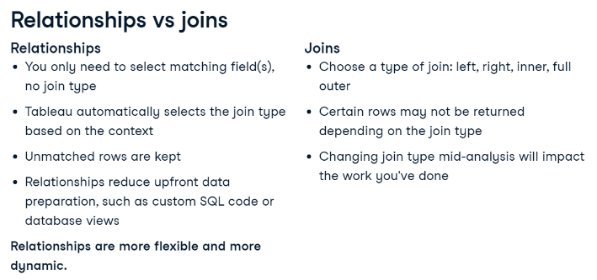 Relationships vs joins
Relationships
• You only need to select matching field(s),
no join type
• Tableau automatically selects the join type
based on the context
• Unmatched rows are kept
• Relationships reduce upfront data
preparation, such as custom SQL code or
database views
Relationships are more flexible and more
dynamic.
Joins
• Choose a type of join: left, right, inner, full
outer
• Certain rows may not be returned
depending on the join type
• Changing join type mid-analysis will impact
the work you've done